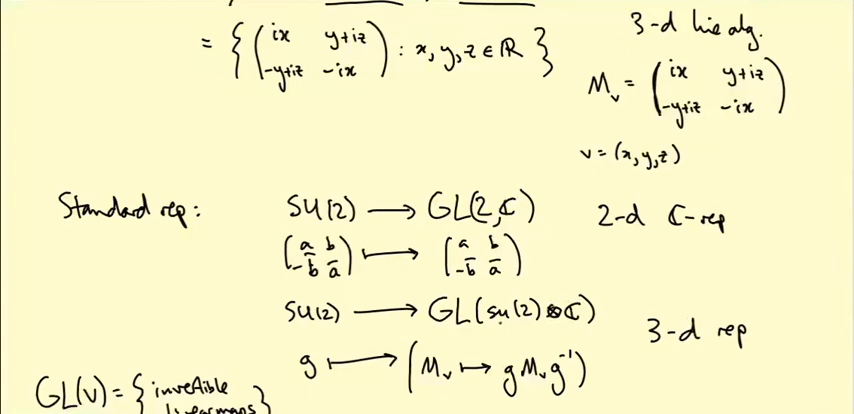 = { ( ix y+iz
-y+iz -ix ) : x,y,z ∈ ℝ }
3-d lie alg.
M_v = ( ix y+iz
-y+iz -ix )
v = (x,y,z)
Standard rep: SU(2) ⟶ GL(2,ℂ) 2-d ℂ-rep
( a b
-b̄ ā ) ⟼ ( a b
-b̄ ā )
SU(2) ⟶ GL(su(2)⊗ℂ) 3-d rep
g ⟼ ( M_v ↦ g M_v g⁻¹ )
GL(V) = { invertible
linear maps }